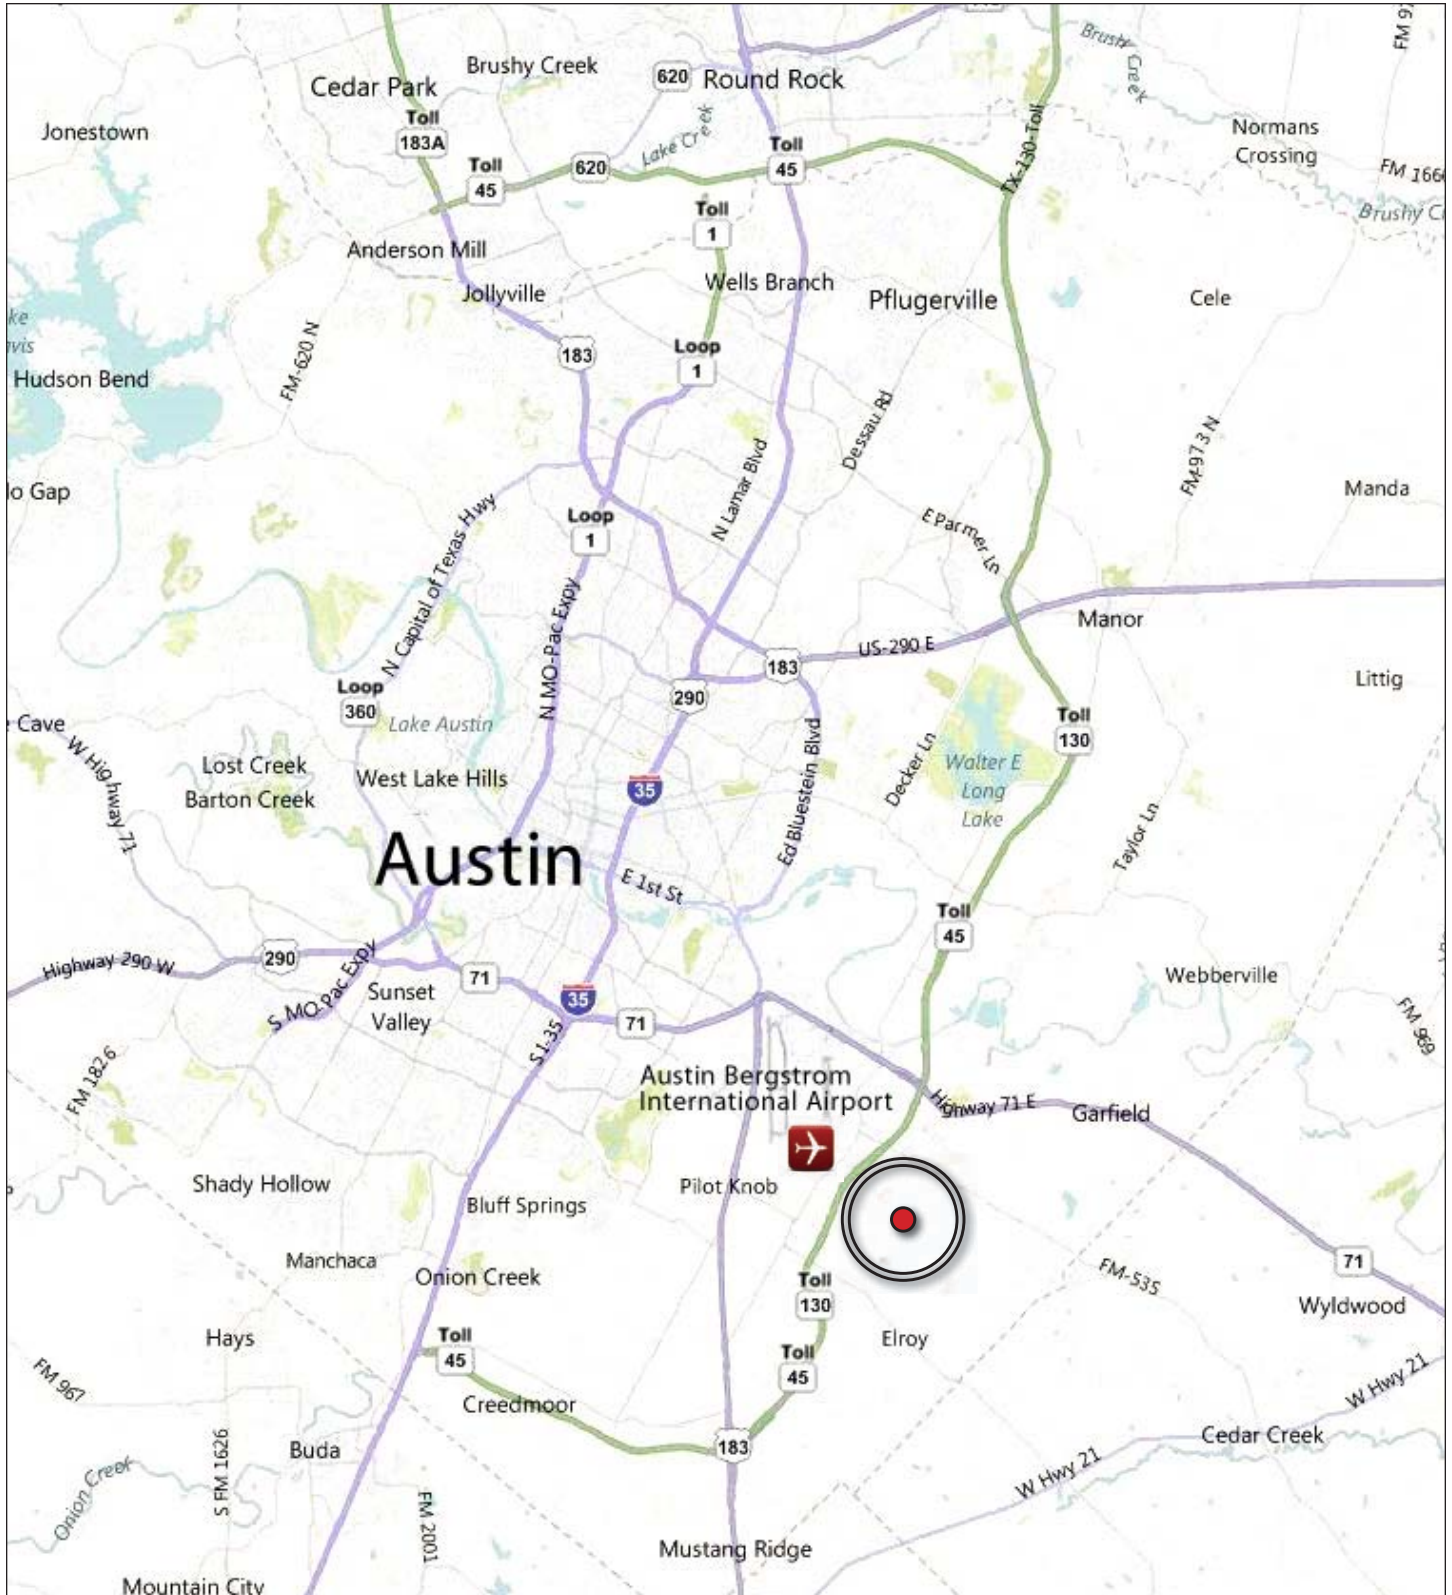 FM 97
Brushy Creek
Cedar Park
620
Round Rock
Brushy Creek
Jonestown
Toll
183A
Lake Creek
Toll
45
Normans
Crossing
TX-130-Toll
Toll
45
620
FM 166
Brushy C
Toll
1
Anderson Mill
Jollyville
Wells Branch
Pflugerville
Cele
ke
vis
FM-620 N
183
Loop
1
Hudson Bend
Dessau Rd
FM-973 N
N Lamar Blvd
lo Gap
Manda
N Capital of Texas Hwy
Loop
1
E Parmer Ln
N MO-Pac Expy
Manor
US-290 E
183
Littig
Loop
360
290
Lake Austin
Toll
130
e Cave
W Highway 71
Lost Creek
Barton Creek
West Lake Hills
35
Ed Bluestein Blvd
Decker Ln
Walter E
Long
Lake
Taylor Ln
Austin
E 1st St
Toll
45
Highway 290 W
290
71
Webberville
S MO-Pac Expy
Sunset
Valley
35
71
S I-35
FM 969
FM 1826
Austin Bergstrom
International Airport
Highway 71 E
Garfield
Shady Hollow
Pilot Knob
Bluff Springs
Manchaca
Onion Creek
Toll
130
FM-535
71
Wyldwood
Hays
Toll
45
Elroy
Toll
45
FM 967
Creedmoor
W Hwy 21
Buda
183
Cedar Creek
S FM 1626
Onion Creek
W Hwy 21
FM 2001
Mustang Ridge
Mountain City